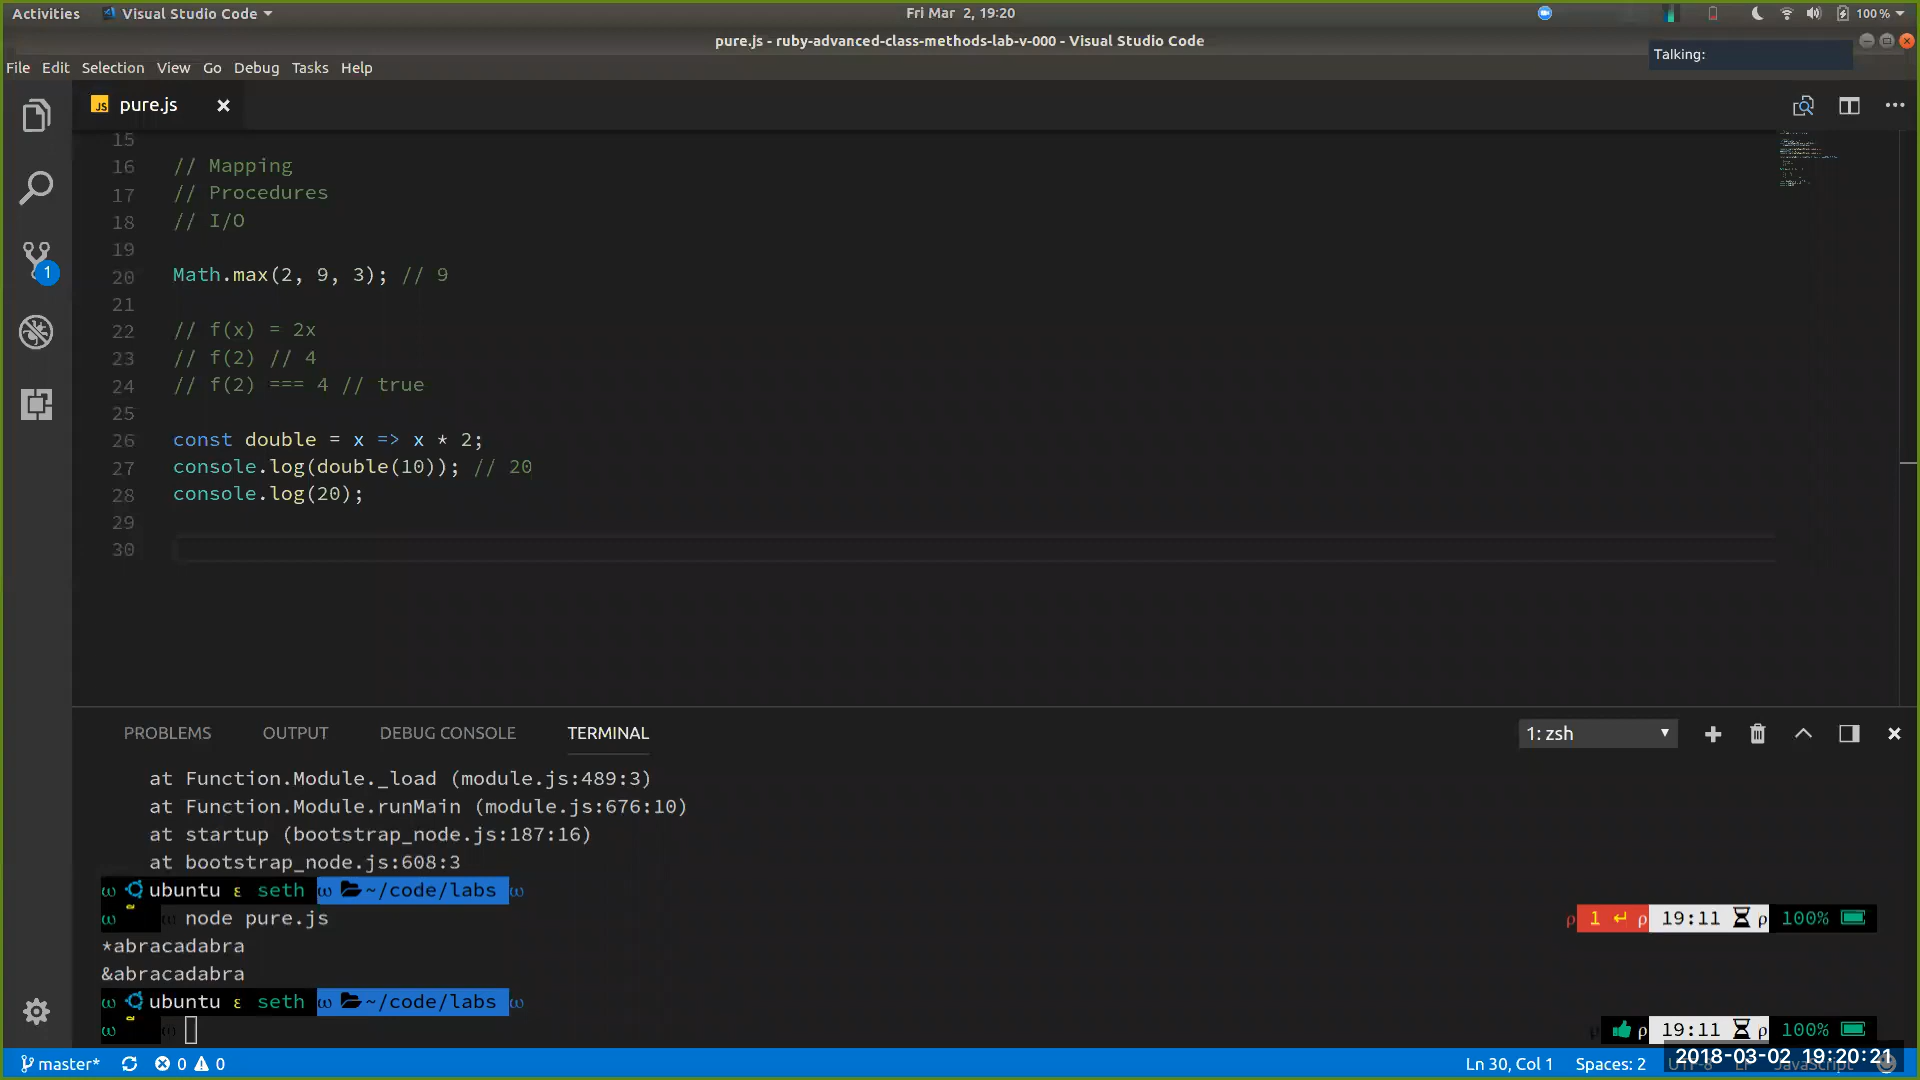 Activities Visual Studio Code Fri Mar 2, 19:20 100 %
pure.js - ruby-advanced-class-methods-lab-v-000 - Visual Studio Code
Talking:
File Edit Selection View Go Debug Tasks Help
JS pure.js
15
16 // Mapping
17 // Procedures
18 // I/O
19
20 Math.max(2, 9, 3); // 9
21
22 // f(x) = 2x
23 // f(2) // 4
24 // f(2) === 4 // true
25
26 const double = x => x * 2;
27 console.log(double(10)); // 20
28 console.log(20);
29
30
1
PROBLEMS OUTPUT DEBUG CONSOLE TERMINAL 1: zsh
at Function.Module._load (module.js:489:3)
at Function.Module.runMain (module.js:676:10)
at startup (bootstrap_node.js:187:16)
at bootstrap_node.js:608:3
ω ubuntu ε seth ω ~/code/labs ω
ω ~ ω node pure.js ρ 1 ↵ ρ 19:11 ρ 100%
*abracadabra
&abracadabra
ω ubuntu ε seth ω ~/code/labs ω
ω ~ ω ρ 19:11 ρ 100%
master* 0 0 Ln 30, Col 1 Spaces: 2 UTF-8 LF JavaScript
2018-03-02 19:20:21